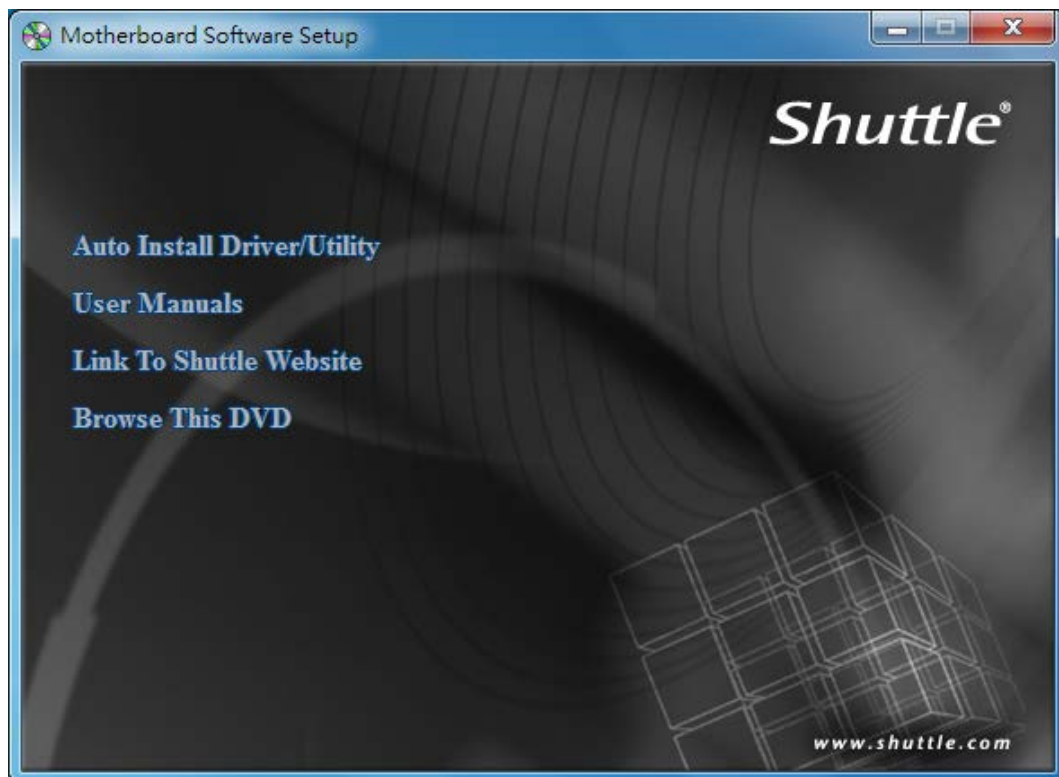 Motherboard Software Setup
Shuttle®
Auto Install Driver/Utility
User Manuals
Link To Shuttle Website
Browse This DVD
www.shuttle.com